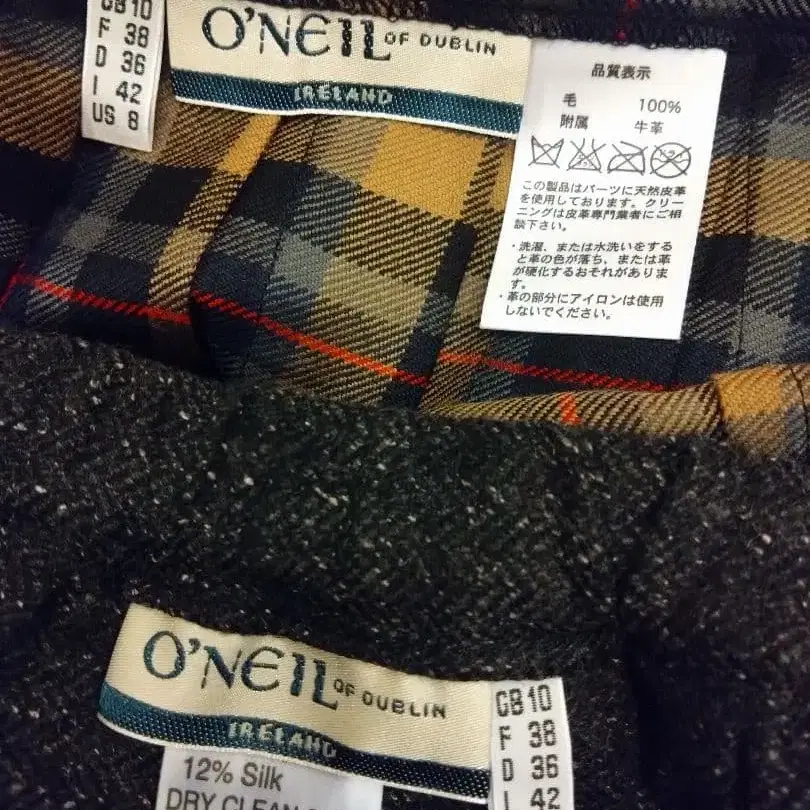 GB 10
F 38
D 36
I 42
US 8
O'NEIL OF DUBLIN
IRELAND
品質表示
毛 100%
附属 牛革
ドライ
この製品はパーツに天然皮革
を使用しております。クリー
ニングは皮革専門業者にご相
談下さい。
・洗濯、または水洗いをする
と革の色が落ち、または革
が硬化するおそれがありま
す。
・革の部分にアイロンは使用
しないでください。
O'NEIL OF DUBLIN
IRELAND
GB 10
F 38
D 36
I 42
12% Silk
DRY CLEAN